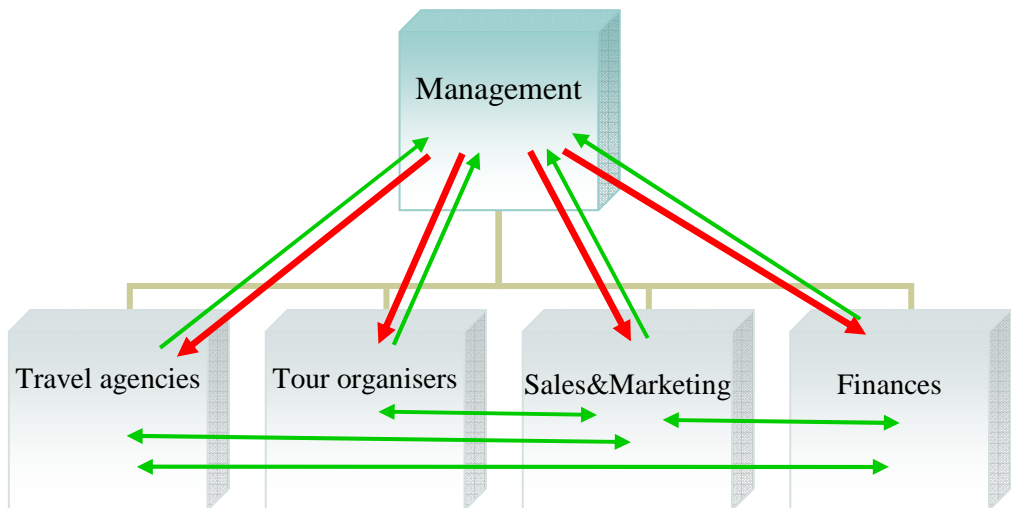 Management
Travel agencies
Tour organisers
Sales&Marketing
Finances